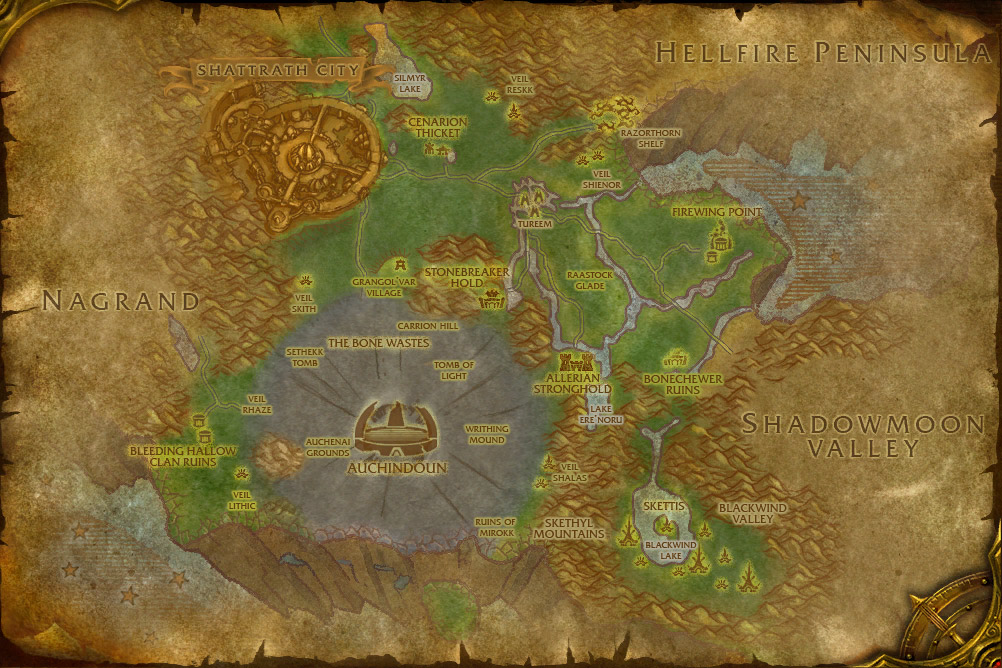 HELLFIRE PENINSULA
SHATTRATH CITY
SILMYR
LAKE
VEIL
RESKK
CENARION
THICKET
RAZORTHORN
SHELF
VEIL
SHIENOR
FIREWING POINT
TUREEM
STONEBREAKER
HOLD
RAASTOCK
GLADE
GRANGOL'VAR
VILLAGE
NAGRAND
VEIL
SKITH
CARRION HILL
THE BONE WASTES
SETHEKK
TOMB
TOMB OF
LIGHT
ALLERIAN
STRONGHOLD
BONECHEWER
RUINS
VEIL
RHAZE
LAKE
ERE'NORU
SHADOWMOON
VALLEY
WRITHING
MOUND
AUCHENAI
GROUNDS
BLEEDING HALLOW
CLAN RUINS
AUCHINDOUN
VEIL
SHALAS
VEIL
LITHIC
SKETTIS
BLACKWIND
VALLEY
RUINS OF
MIROKK
SKETHYL
MOUNTAINS
BLACKWIND
LAKE